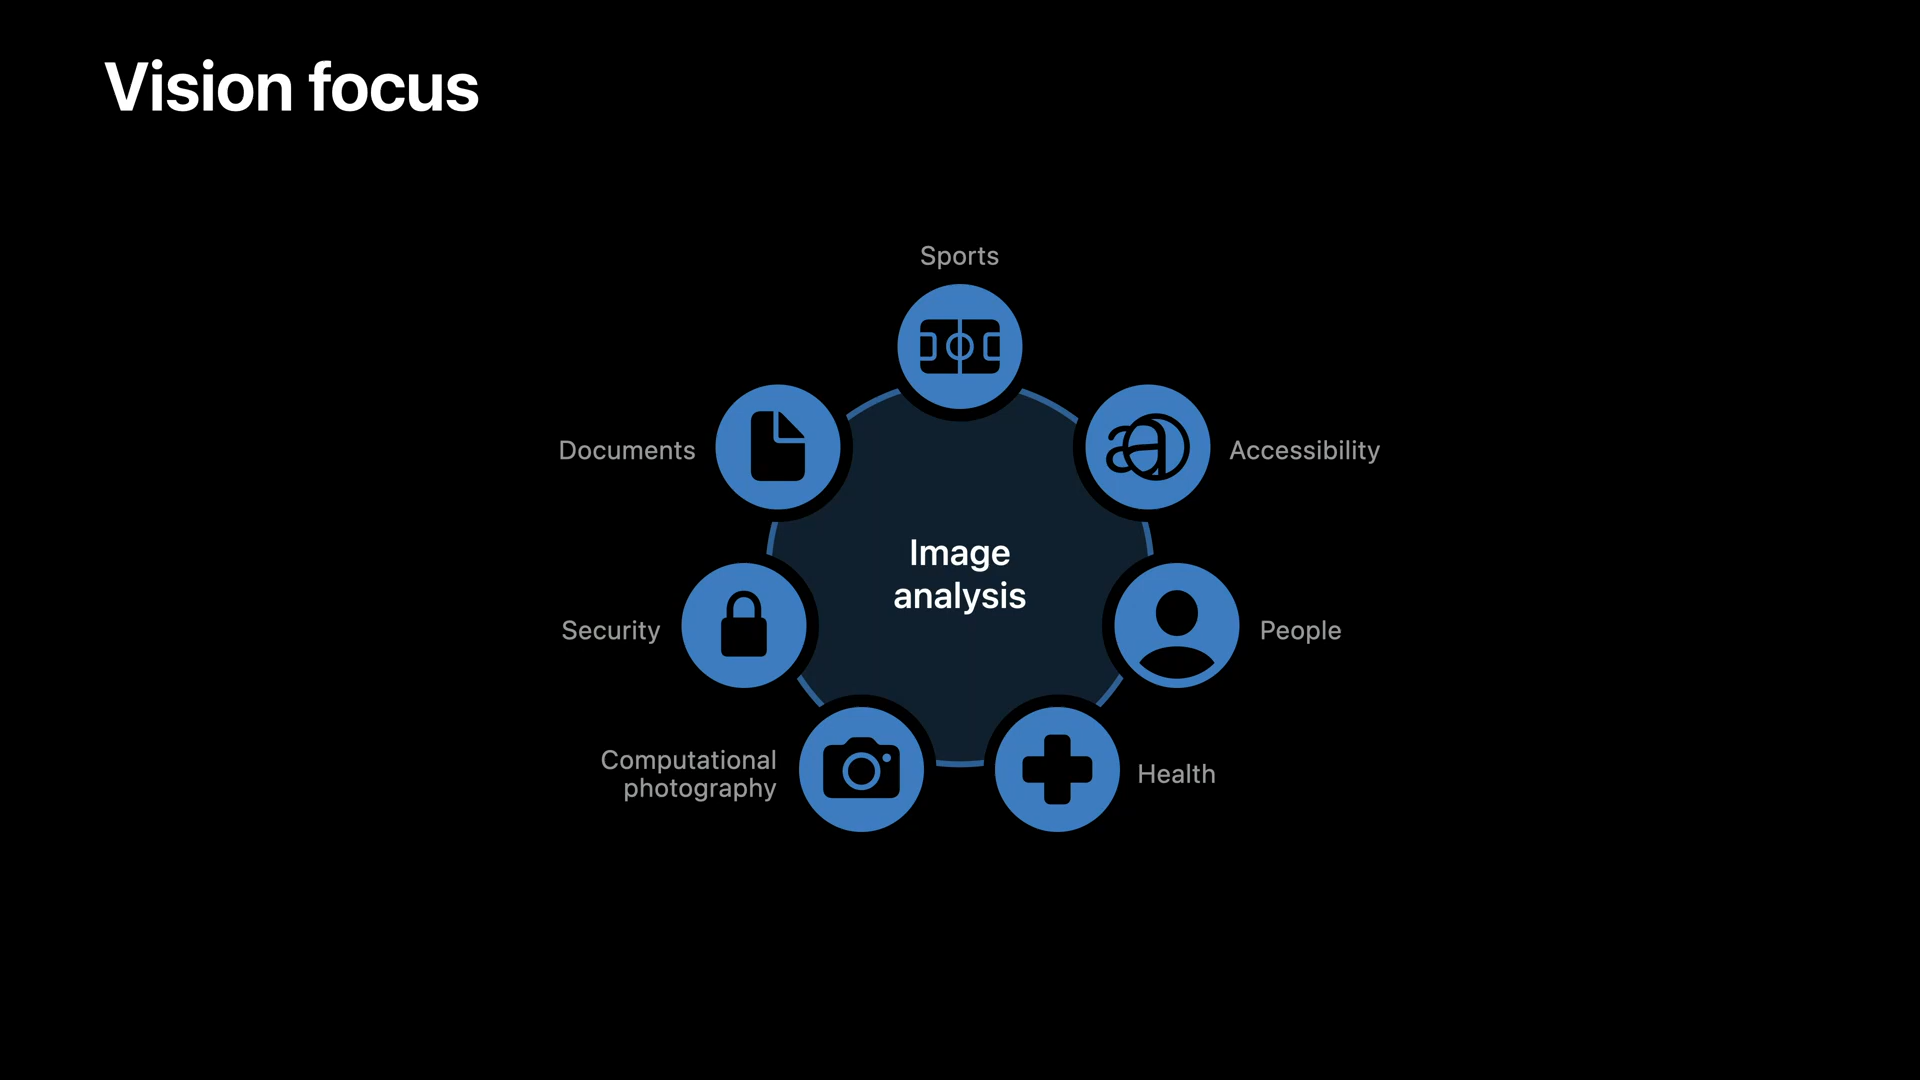 Vision focus
Sports
Documents
Accessibility
Image
analysis
Security
People
Computational
photography
Health